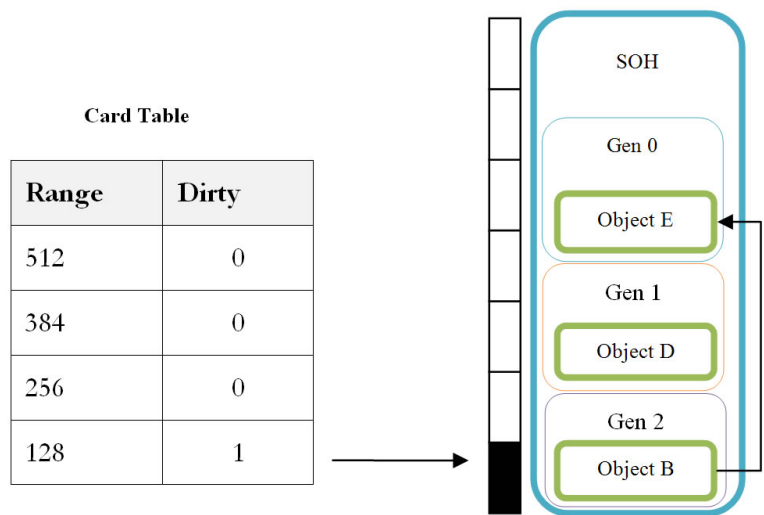 Card Table
Range Dirty
512 0
384 0
256 0
128 1
SOH
Gen 0
Object E
Gen 1
Object D
Gen 2
Object B